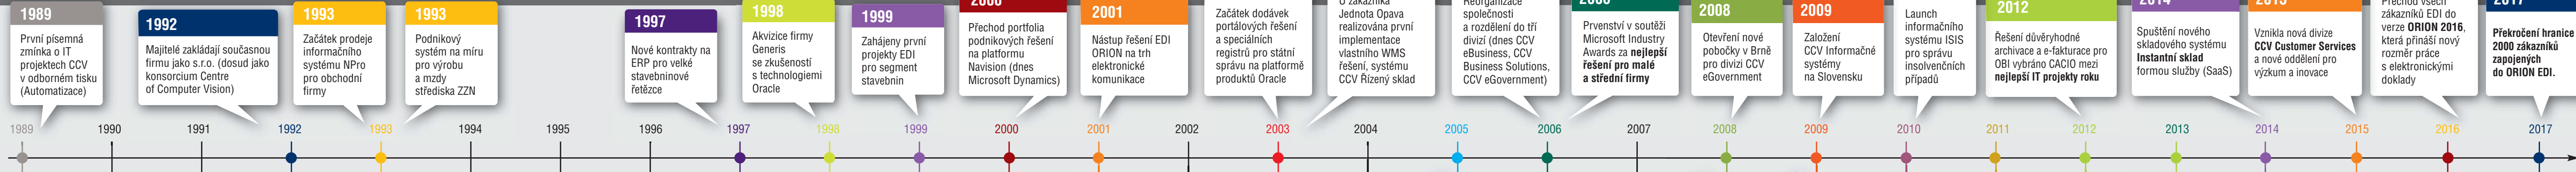 1989
První písemná
zmínka o IT
projektech CCV
v odborném tisku
(Automatizace)
1992
Majitelé zakládají současnou
firmu jako s.r.o. (dosud jako
konsorcium Centre
of Computer Vision)
1993
Začátek prodeje
informačního
systému NPro
pro obchodní
firmy
1993
Podnikový
systém na míru
pro výrobu
a mzdy
střediska ZZN
1997
Nové kontrakty na
ERP pro velké
stavebninové
řetězce
1998
Akvizice firmy
Generis
se zkušeností
s technologiemi
Oracle
1999
Zahájeny první
projekty EDI
pro segment
stavebnin
2000
Přechod portfolia
podnikových řešení
na platformu
Navision (dnes
Microsoft Dynamics)
2001
Nástup řešení EDI
ORION na trh
elektronické
komunikace
Začátek dodávek
portálových řešení
a speciálních
registrů pro státní
správu na platformě
produktů Oracle
U zákazníka
Jednota Opava
realizována první
implementace
vlastního WMS
řešení, systému
CCV Řízený sklad
Reorganizace
společnosti
a rozdělení do tří
divizí (dnes CCV
eBusiness, CCV
Business Solutions,
CCV eGovernment)
2006
Prvenství v soutěži
Microsoft Industry
Awards za nejlepší
řešení pro malé
a střední firmy
2008
Otevření nové
pobočky v Brně
pro divizi CCV
eGovernment
2009
Založení
CCV Informačné
systémy
na Slovensku
Launch
informačního
systému ISIS
pro správu
insolvenčních
případů
2012
Řešení důvěryhodné
archivace a e-fakturace pro
OBI vybráno CACIO mezi
nejlepší IT projekty roku
2014
Spuštění nového
skladového systému
Instantní sklad
formou služby (SaaS)
2015
Vznikla nová divize
CCV Customer Services
a nové oddělení pro
výzkum a inovace
Přechod všech
zákazníků EDI do
verze ORION 2016,
která přináší nový
rozměr práce
s elektronickými
doklady
2017
Překročení hranice
2000 zákazníků
zapojených
do ORION EDI.
1989 1990 1991 1992 1993 1994 1995 1996 1997 1998 1999 2000 2001 2002 2003 2004 2005 2006 2007 2008 2009 2010 2011 2012 2013 2014 2015 2016 2017